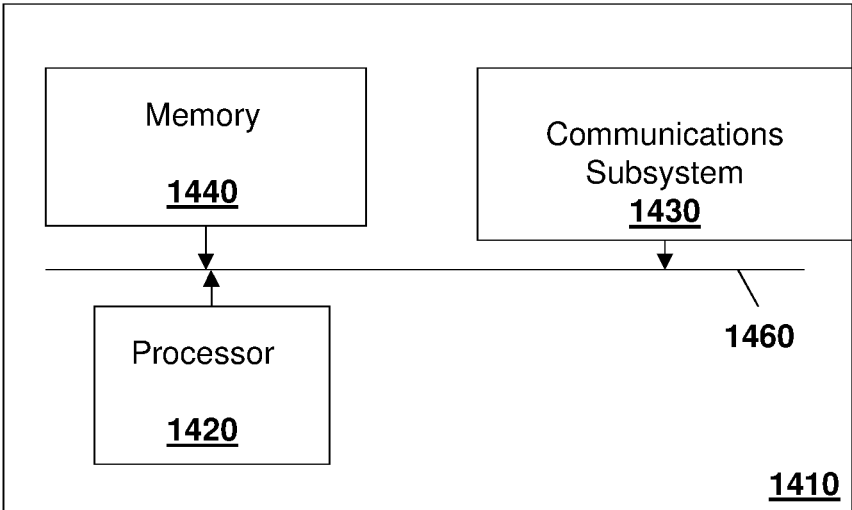 Memory
1440
Communications
Subsystem
1430
Processor
1420
1460
1410